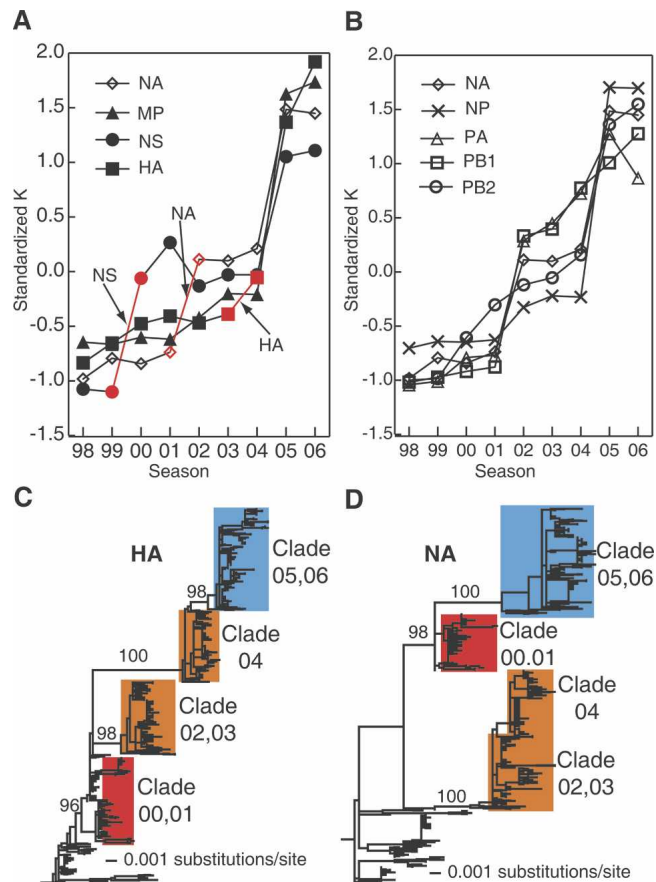 A
2.0
1.5
1.0
0.5
0.0
-0.5
-1.0
-1.5
Standardized K
NA
MP
NS
HA
NA
NS
HA
98 99 00 01 02 03 04 05 06
Season
B
2.0
1.5
1.0
0.5
0.0
-0.5
-1.0
-1.5
Standardized K
NA
NP
PA
PB1
PB2
98 99 00 01 02 03 04 05 06
Season
C
HA
Clade
05,06
98
Clade
04
100
Clade
02,03
98
Clade
00,01
96
0.001 substitutions/site
D
NA
Clade
05,06
100
98
Clade
00.01
Clade
04
Clade
02,03
100
0.001 substitutions/site